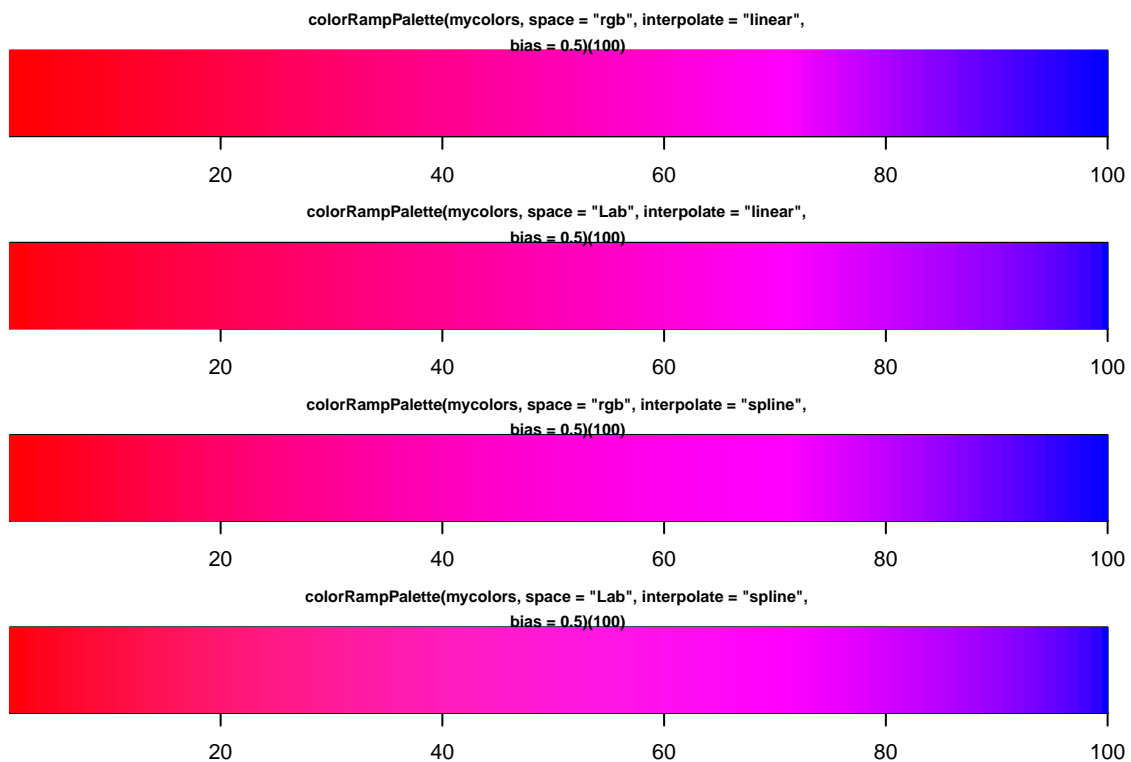 colorRampPalette(mycolors, space = "rgb", interpolate = "linear",
bias = 0.5)(100)
20 40 60 80 100
colorRampPalette(mycolors, space = "Lab", interpolate = "linear",
bias = 0.5)(100)
20 40 60 80 100
colorRampPalette(mycolors, space = "rgb", interpolate = "spline",
bias = 0.5)(100)
20 40 60 80 100
colorRampPalette(mycolors, space = "Lab", interpolate = "spline",
bias = 0.5)(100)
20 40 60 80 100